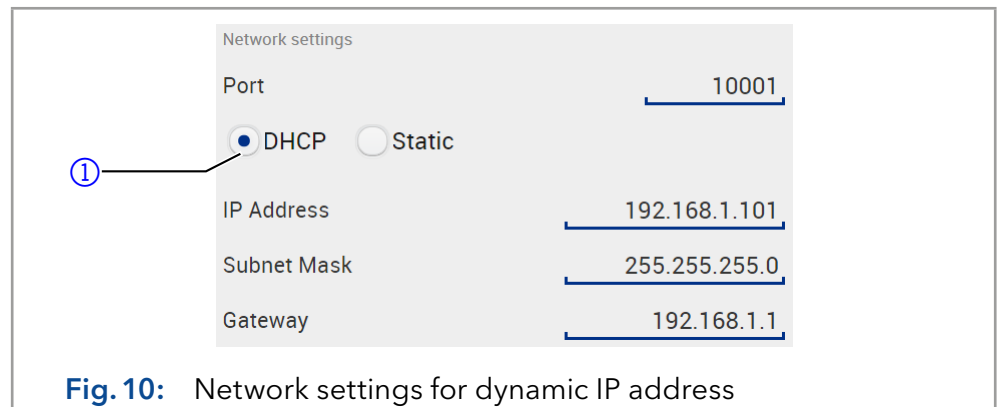 Network settings
Port 10001
DHCP Static
1
IP Address 192.168.1.101
Subnet Mask 255.255.255.0
Gateway 192.168.1.1
Fig. 10: Network settings for dynamic IP address